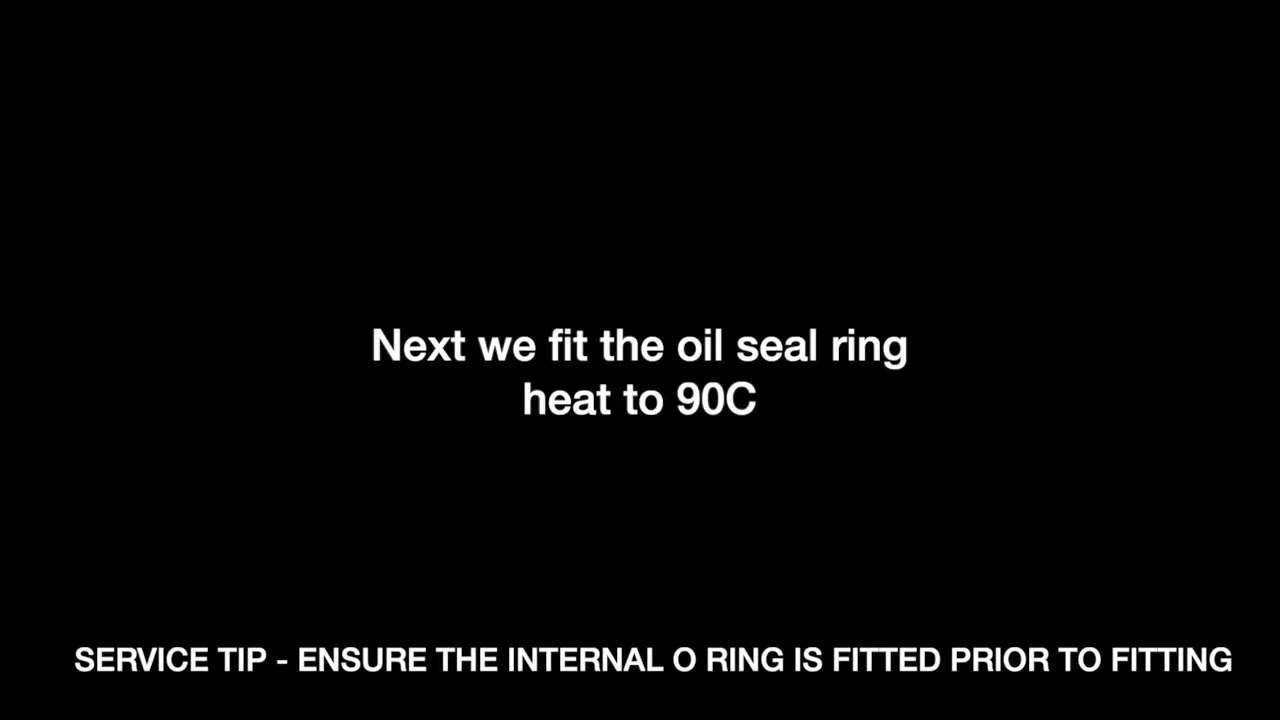 Next we fit the oil seal ring
heat to 90C
SERVICE TIP - ENSURE THE INTERNAL O RING IS FITTED PRIOR TO FITTING